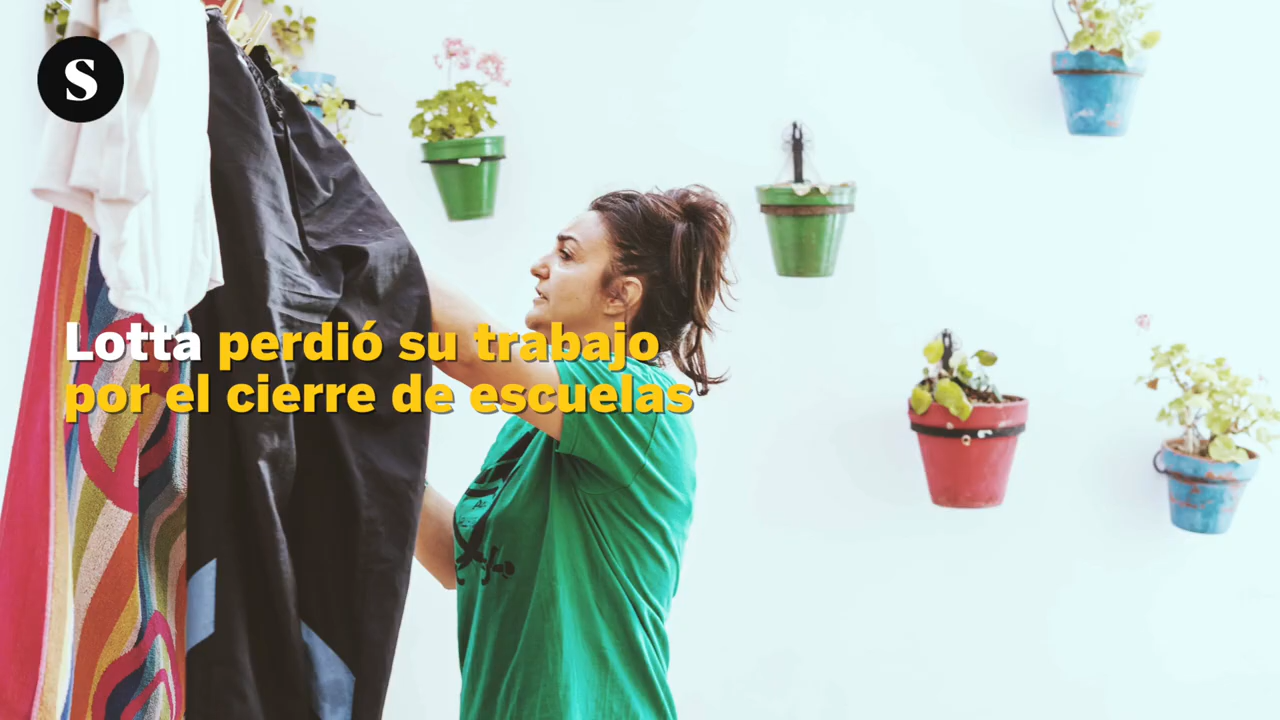 S
Lotta perdió su trabajo
por el cierre de escuelas